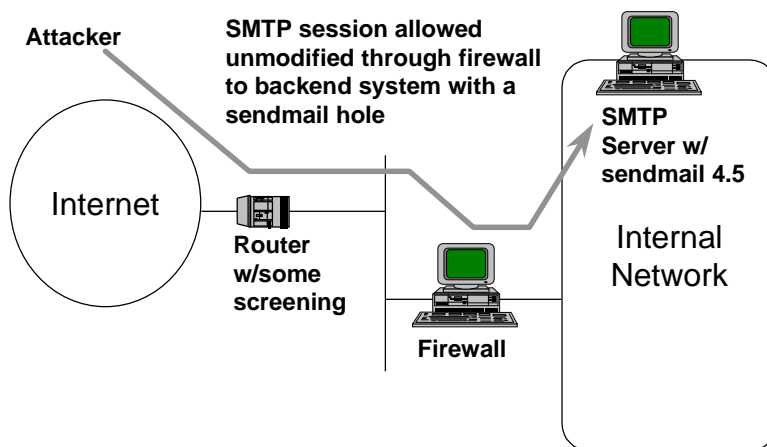 Attacker
SMTP session allowed
unmodified through firewall
to backend system with a
sendmail hole
SMTP
Server w/
sendmail 4.5
Internet
Router
w/some
screening
Internal
Network
Firewall